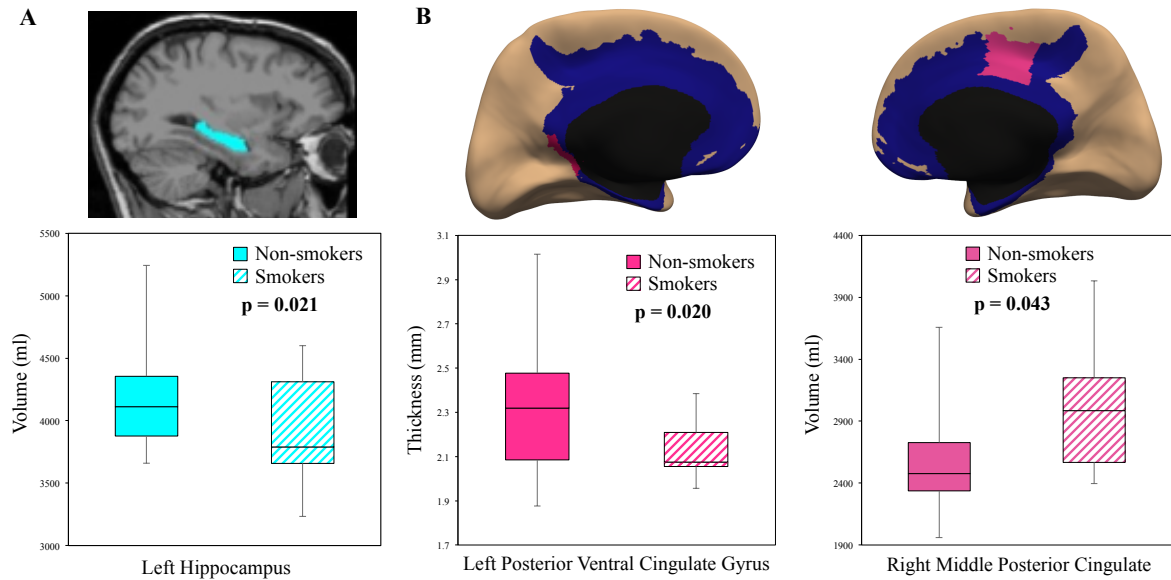 A
B
5500
5000
4500
4000
3500
3000
Volume (ml)
Non-smokers
Smokers
p = 0.021
Left Hippocampus
3.1
2.9
2.7
2.5
2.3
2.1
1.9
1.7
Thickness (mm)
Non-smokers
Smokers
p = 0.020
Left Posterior Ventral Cingulate Gyrus
4400
3900
3400
2900
2400
1900
Volume (ml)
Non-smokers
Smokers
p = 0.043
Right Middle Posterior Cingulate